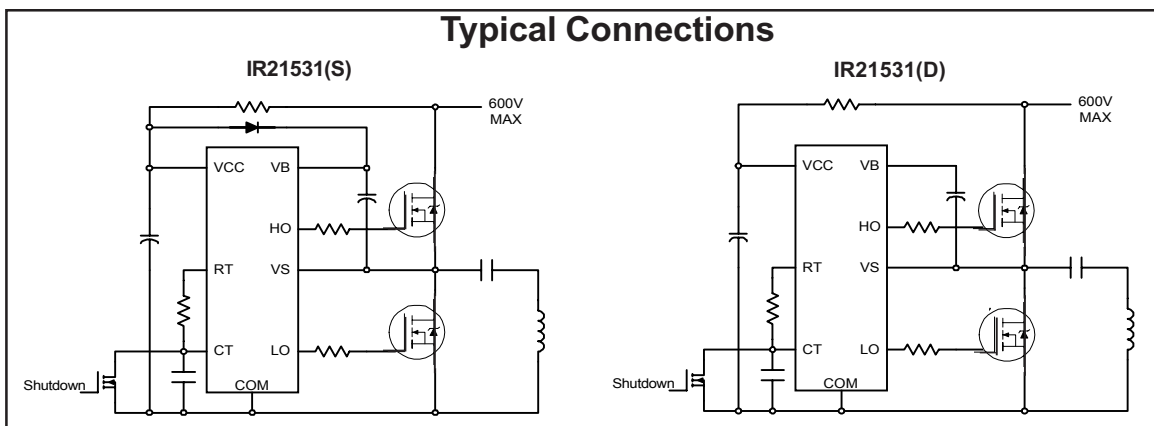 Typical Connections
IR21531(S)
600V
MAX
VCC
VB
HO
RT
VS
CT
LO
COM
Shutdown
IR21531(D)
600V
MAX
VCC
VB
HO
RT
VS
CT
LO
COM
Shutdown